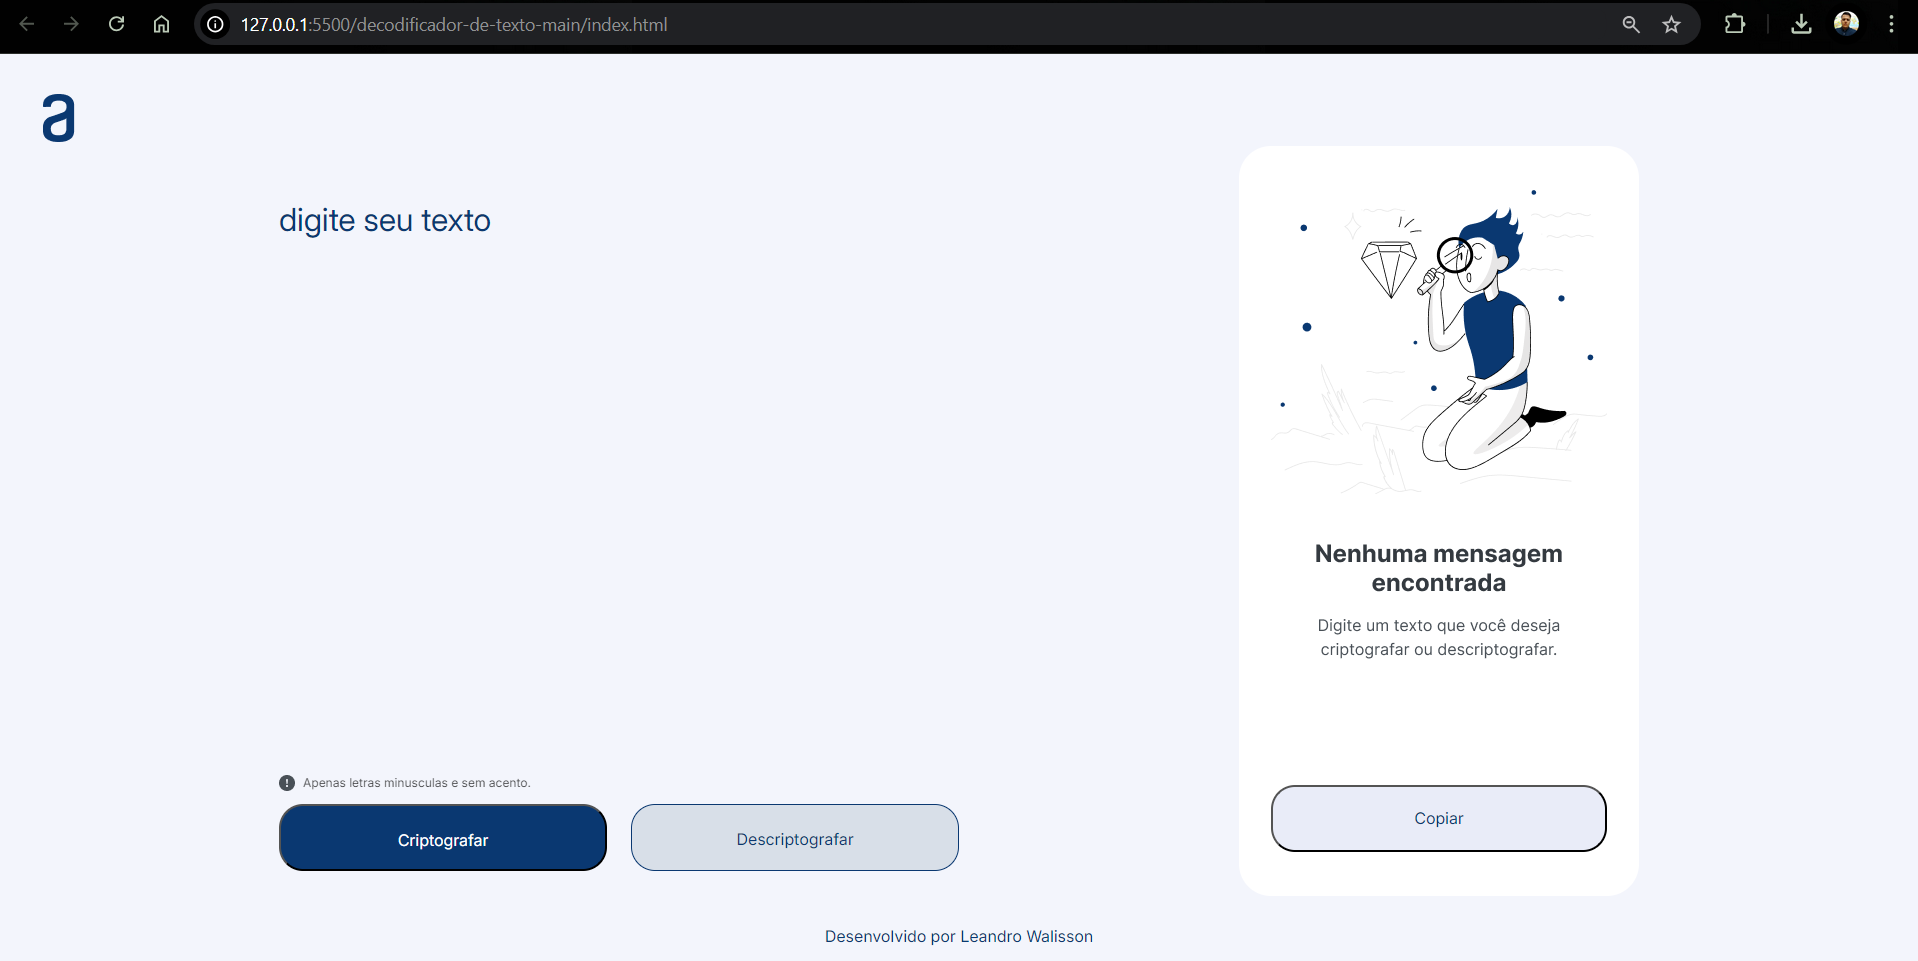 127.0.0.1:5500/decodificador-de-texto-main/index.html
a
digite seu texto
Nenhuma mensagem
encontrada
Digite um texto que você deseja
criptografar ou descriptografar.
Apenas letras minusculas e sem acento.
Criptografar
Descriptografar
Copiar
Desenvolvido por Leandro Walisson